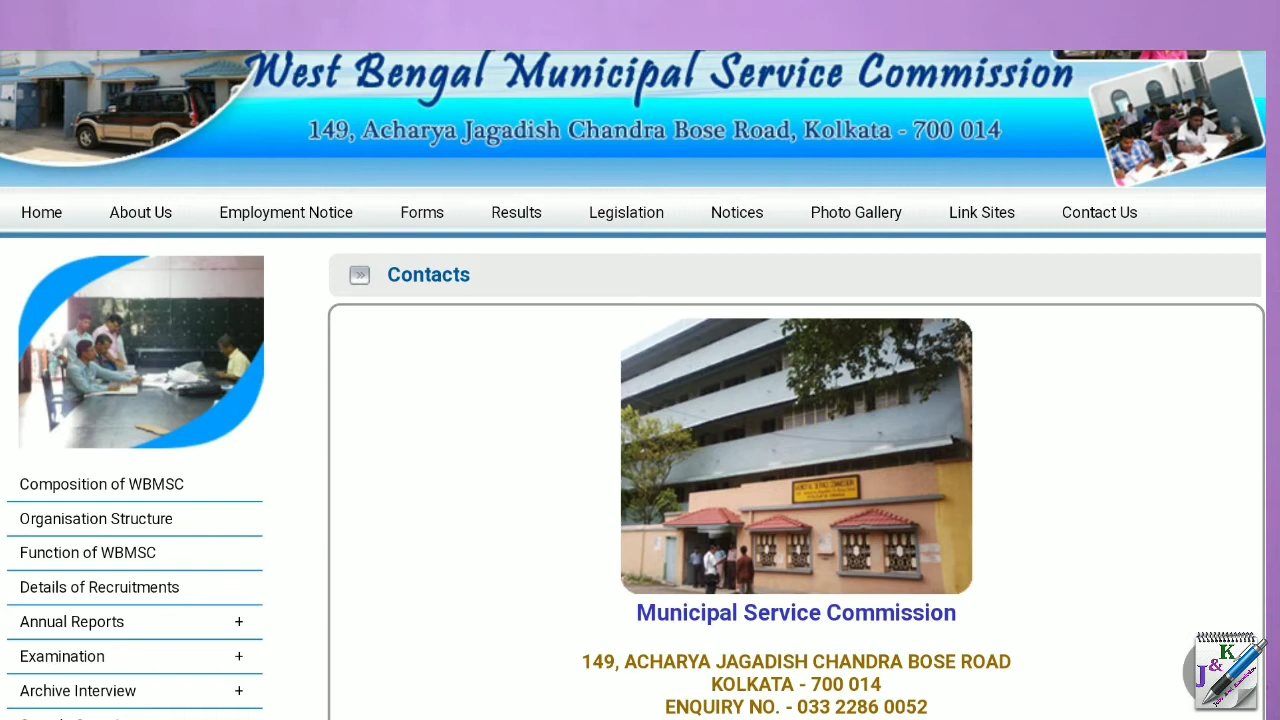 West Bengal Municipal Service Commission
149, Acharya Jagadish Chandra Bose Road, Kolkata - 700 014
Home About Us Employment Notice Forms Results Legislation Notices Photo Gallery Link Sites Contact Us
Contacts
Composition of WBMSC
Organisation Structure
Function of WBMSC
Details of Recruitments
Annual Reports +
Examination +
Archive Interview +
MUNICIPAL SERVICE COMMISSION
Municipal Service Commission
149, ACHARYA JAGADISH CHANDRA BOSE ROAD
KOLKATA - 700 014
ENQUIRY NO. - 033 2286 0052
J&K